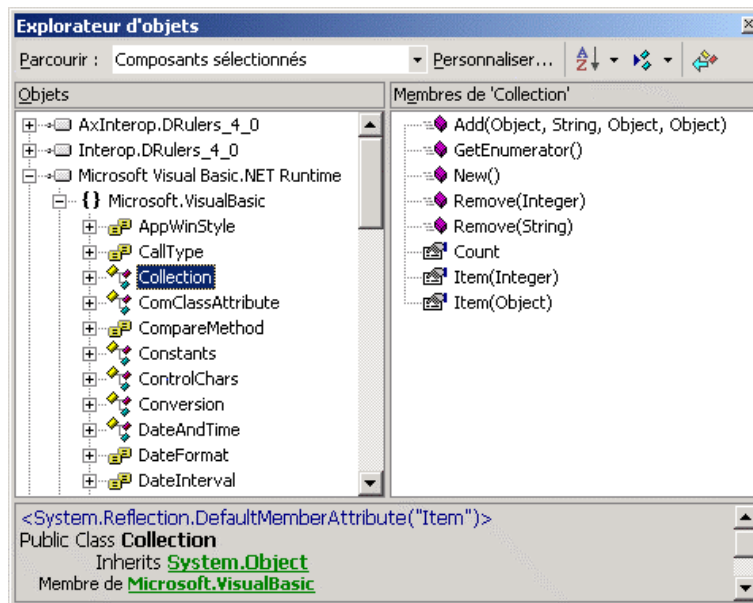 Explorateur d'objets
Parcourir : Composants sélectionnés Personnaliser...
Objets
AxInterop.DRulers_4_0
Interop.DRulers_4_0
Microsoft Visual Basic.NET Runtime
{} Microsoft.VisualBasic
AppWinStyle
CallType
Collection
ComClassAttribute
CompareMethod
Constants
ControlChars
Conversion
DateAndTime
DateFormat
DateInterval
Membres de 'Collection'
Add(Object, String, Object, Object)
GetEnumerator()
New()
Remove(Integer)
Remove(String)
Count
Item(Integer)
Item(Object)
<System.Reflection.DefaultMemberAttribute("Item")>
Public Class Collection
Inherits System.Object
Membre de Microsoft.VisualBasic